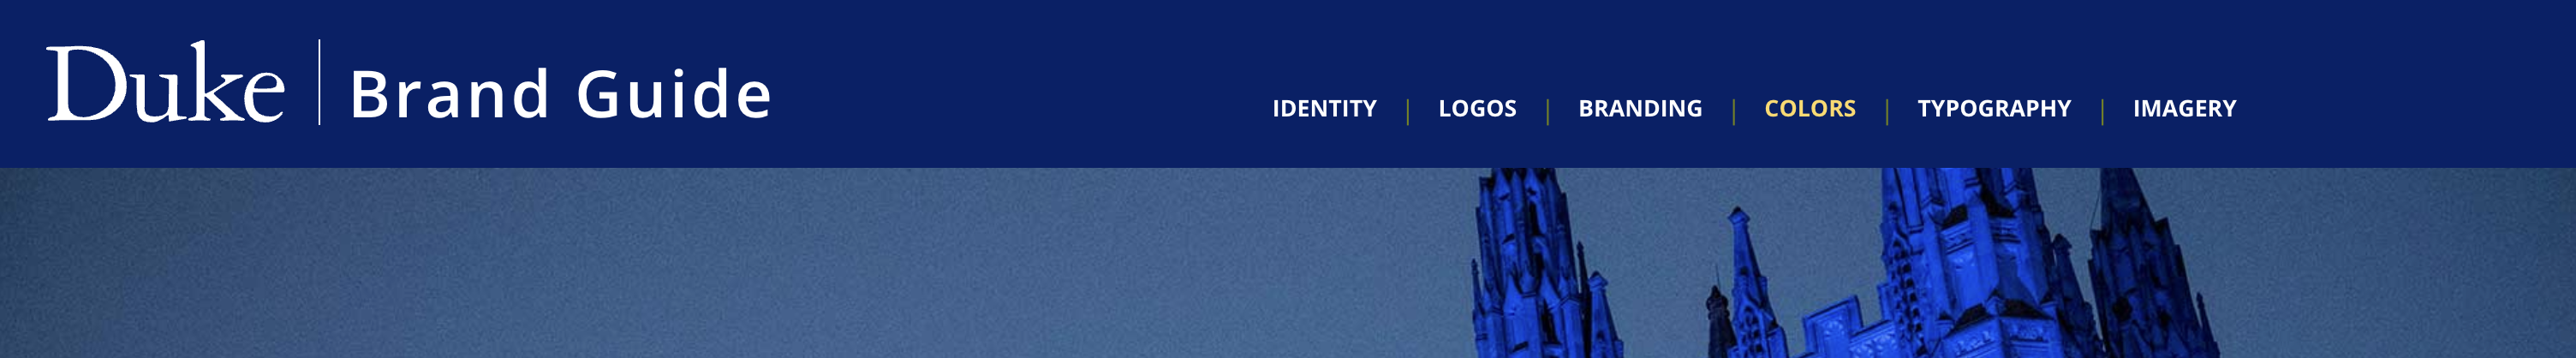 Duke | Brand Guide
IDENTITY | LOGOS | BRANDING | COLORS | TYPOGRAPHY | IMAGERY